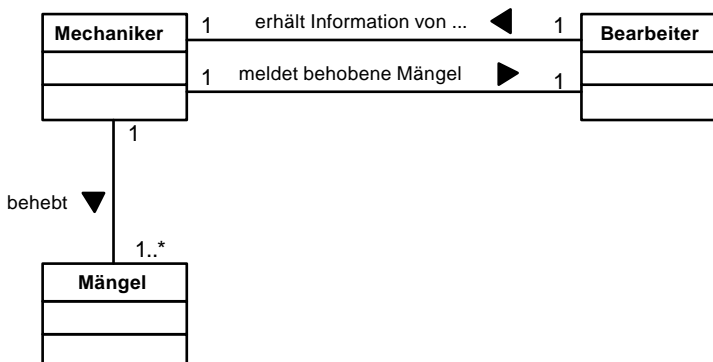 Mechaniker
1
erhält Information von ...
1
Bearbeiter
1
meldet behobene Mängel
1
1
behebt
1..*
Mängel